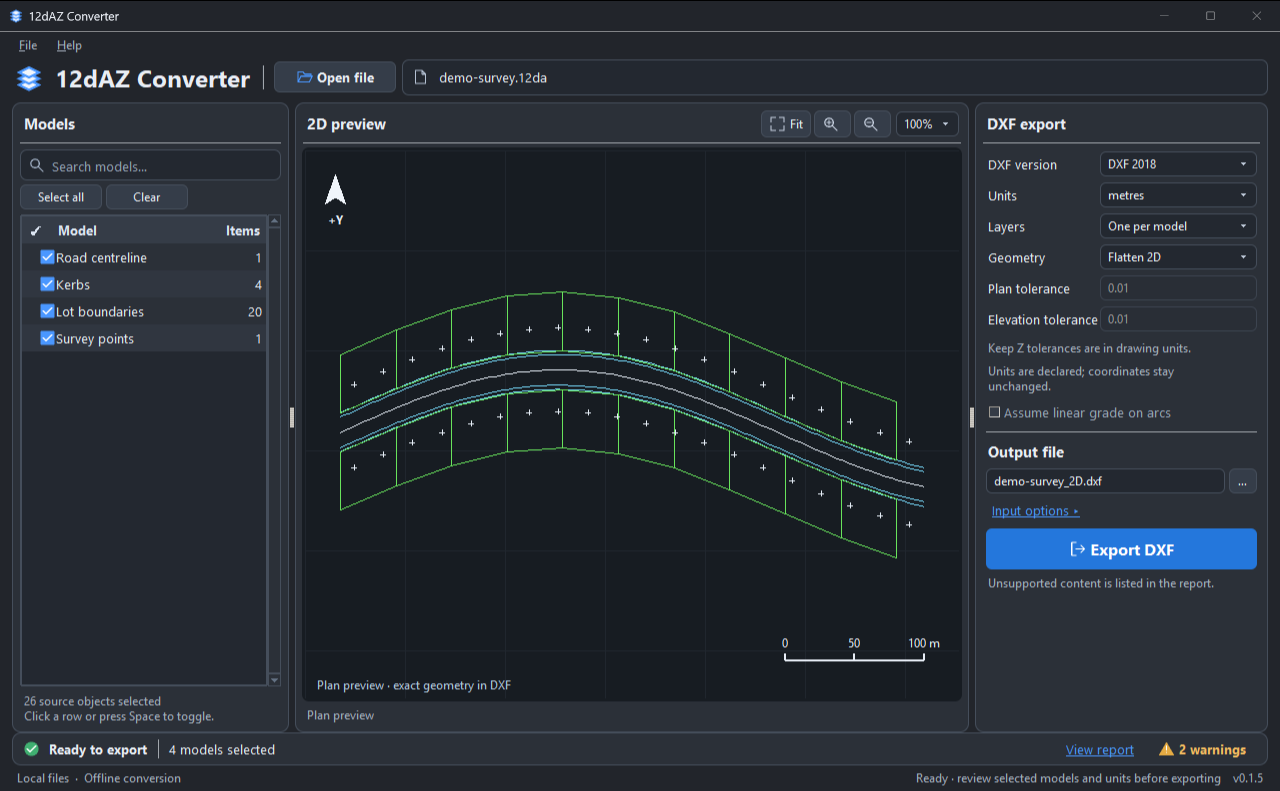 12dAZ Converter
File Help
12dAZ Converter
Open file
demo-survey.12da
Models
Search models...
Select all
Clear
Model Items
Road centreline 1
Kerbs 4
Lot boundaries 20
Survey points 1
26 source objects selected
Click a row or press Space to toggle.
2D preview
Fit
100%
+Y
0 50 100 m
Plan preview · exact geometry in DXF
Plan preview
DXF export
DXF version DXF 2018
Units metres
Layers One per model
Geometry Flatten 2D
Plan tolerance 0.01
Elevation tolerance 0.01
Keep Z tolerances are in drawing units.
Units are declared; coordinates stay
unchanged.
Assume linear grade on arcs
Output file
demo-survey_2D.dxf ...
Input options ▸
Export DXF
Unsupported content is listed in the report.
Ready to export 4 models selected
View report 2 warnings
Local files · Offline conversion
Ready · review selected models and units before exporting v0.1.5